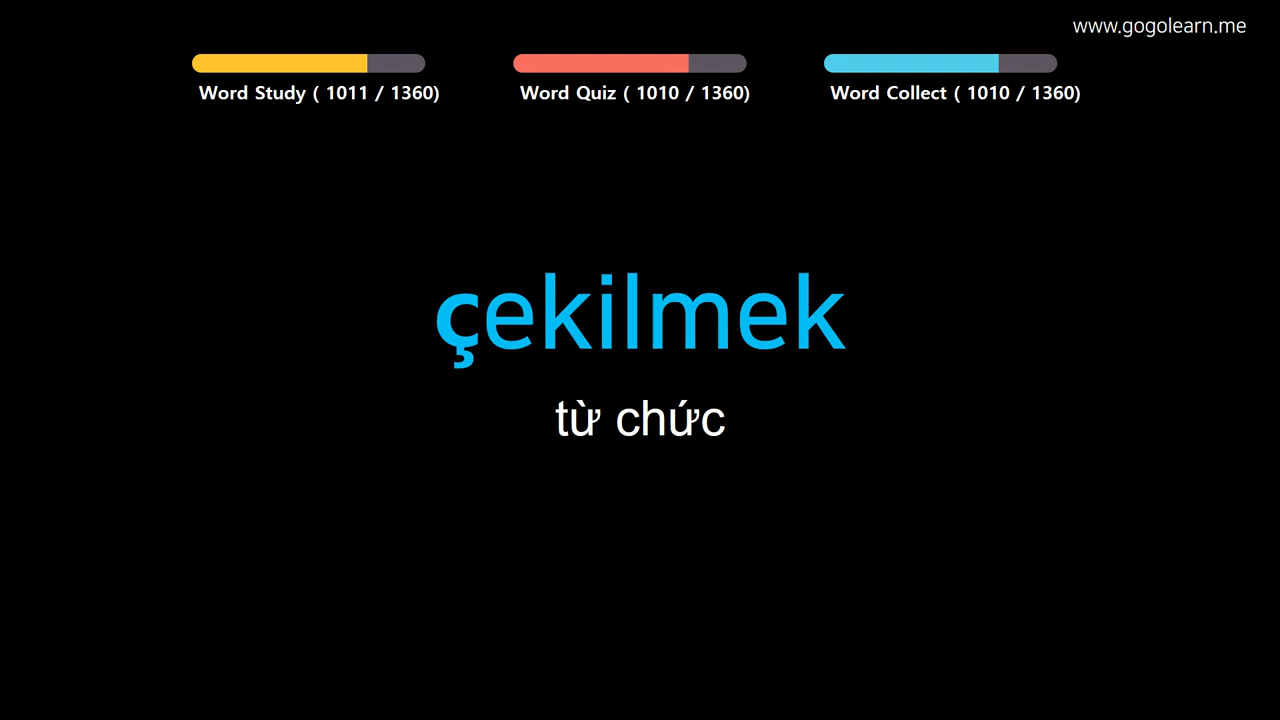 www.gogolearn.me
Word Study ( 1011 / 1360)
Word Quiz ( 1010 / 1360)
Word Collect ( 1010 / 1360)
çekilmek
từ chức